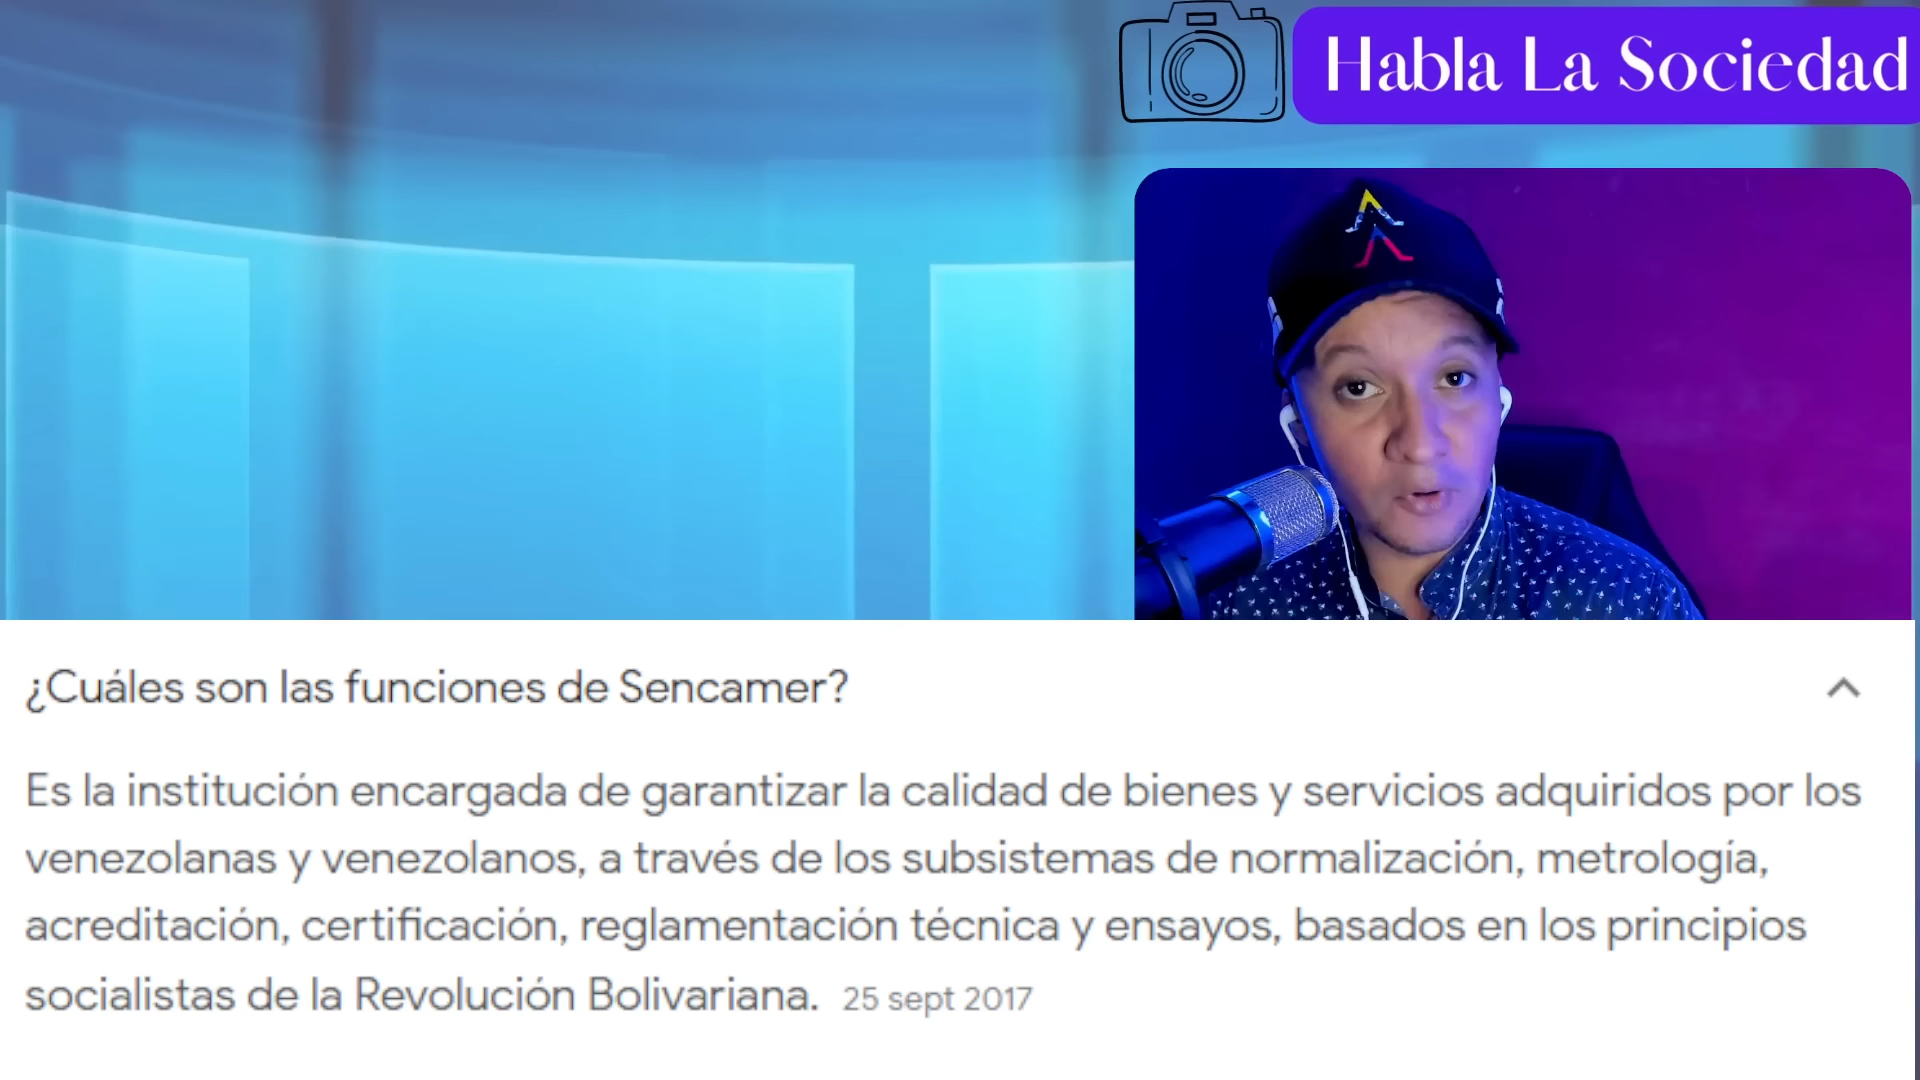 Habla La Sociedad
¿Cuáles son las funciones de Sencamer?
Es la institución encargada de garantizar la calidad de bienes y servicios adquiridos por los
venezolanas y venezolanos, a través de los subsistemas de normalización, metrología,
acreditación, certificación, reglamentación técnica y ensayos, basados en los principios
socialistas de la Revolución Bolivariana. 25 sept 2017